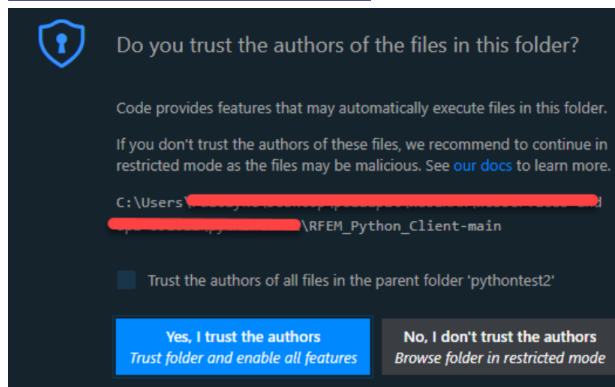 Do you trust the authors of the files in this folder?
Code provides features that may automatically execute files in this folder.
If you don't trust the authors of these files, we recommend to continue in
restricted mode as the files may be malicious. See our docs to learn more.
C:\Users\
\RFEM_Python_Client-main
Trust the authors of all files in the parent folder 'pythontest2'
Yes, I trust the authors
Trust folder and enable all features
No, I don't trust the authors
Browse folder in restricted mode